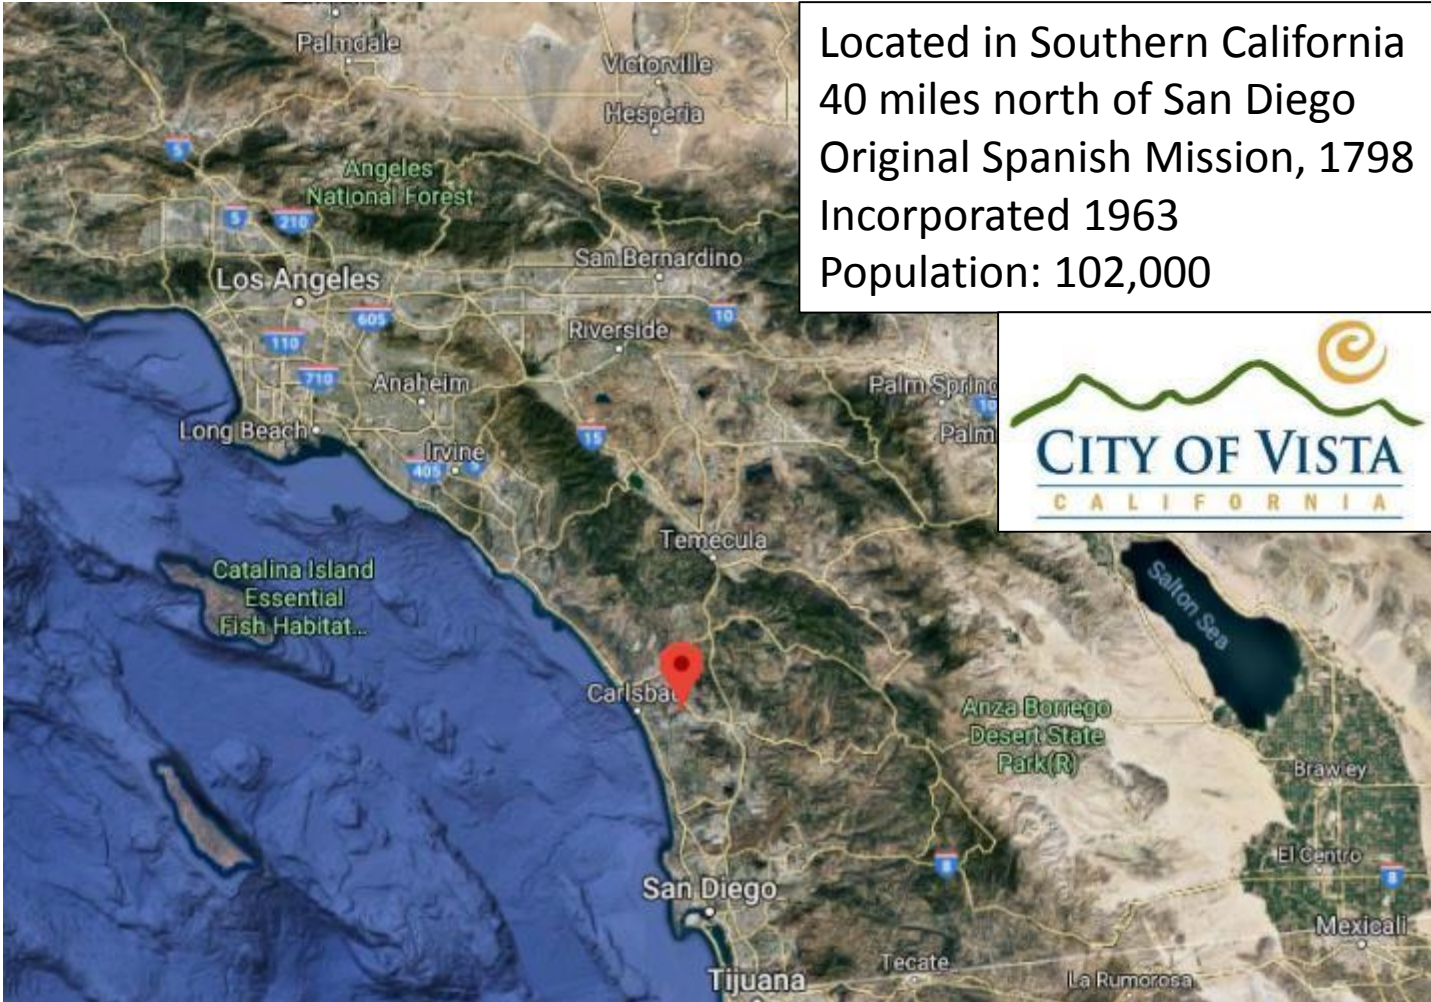 Located in Southern California
40 miles north of San Diego
Original Spanish Mission, 1798
Incorporated 1963
Population: 102,000
CITY OF VISTA
CALIFORNIA
Palmdale
Victorville
Hesperia
5
Angeles
National Forest
5
210
San Bernardino
Los Angeles
605
10
110
Riverside
710
Anaheim
Palm Spring
10
Long Beach
15
Palm
Irvine
405
5
Temecula
Catalina Island
Essential
Fish Habitat...
Salton Sea
Carlsba
Anza Borrego
Desert State
Park(R)
Brawley
El Centro
8
8
San Diego
Mexicali
Tecate
Tijuana
La Rumorosa